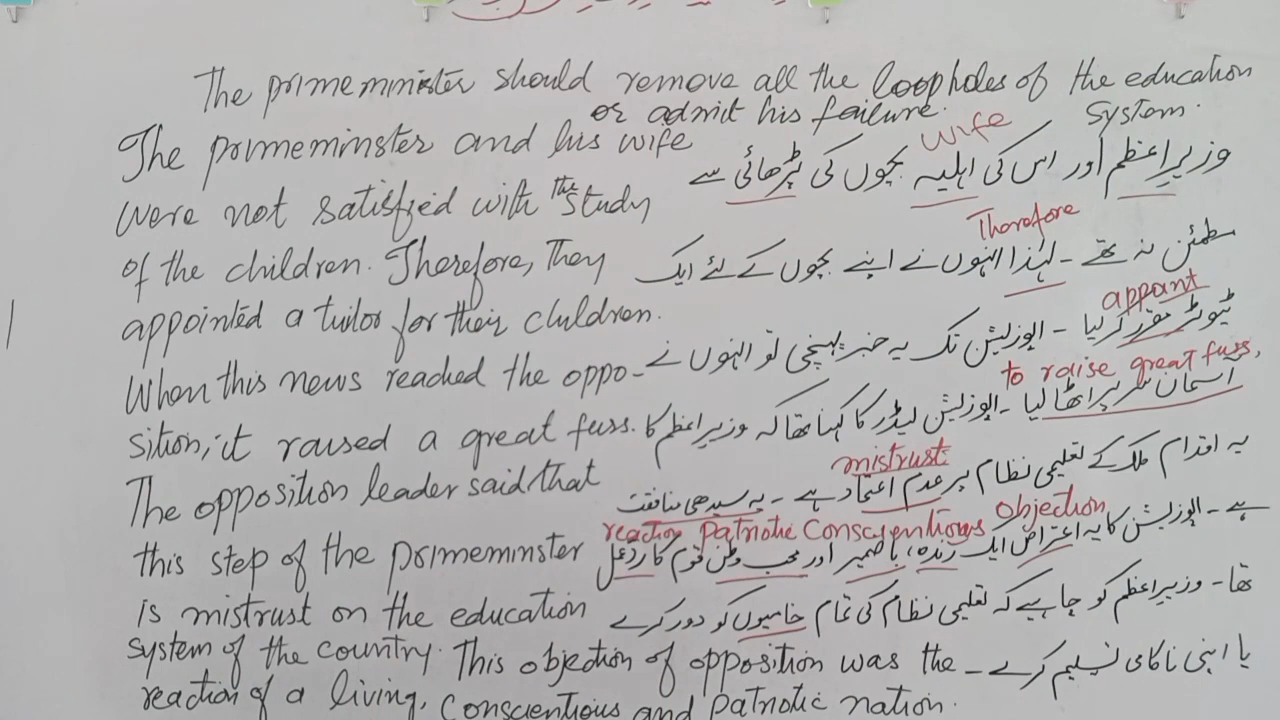 The primeminister should remove all the loopholes of the education
or admit his failure. system.
The primeminster and his wife
wife
وزیرِاعظم اور اس کی اہلیہ بچوں کی پڑھائی سے
were not satisfied with the study
Therefore
مطمئن نہ تھے ۔ لہٰذا انہوں نے اپنے بچوں کے لئے ایک
of the children. Therefore, they
appoint
ٹیوٹر مقرر کر لیا ۔ اپوزیشن تک یہ خبر پہنچی تو انہوں نے
appointed a tutor for their children.
to raise great fuss,
آسمان سر پر اٹھا لیا ۔ اپوزیشن لیڈر کا کہنا تھا کہ وزیرِاعظم کا
When this news reached the oppo-
sition, it raised a great fuss.
mistrust
یہ اقدام ملک کے تعلیمی نظام پر عدم اعتماد ہے ۔ یہ سیدھی منافقت
The opposition leader said that
reaction Patriotic Conscientious objection
ہے ۔ اپوزیشن کا یہ اعتراض ایک زندہ، باضمیر اور محب وطن قوم کا ردعمل
this step of the primeminster
تھا ۔ وزیرِاعظم کو چاہیے کہ تعلیمی نظام کی تمام خامیوں کو دور کرے
is mistrust on the education
یا اپنی ناکامی تسلیم کرے ۔
system of the country. This objection of opposition was the
reaction of a living, conscientious and patriotic nation.